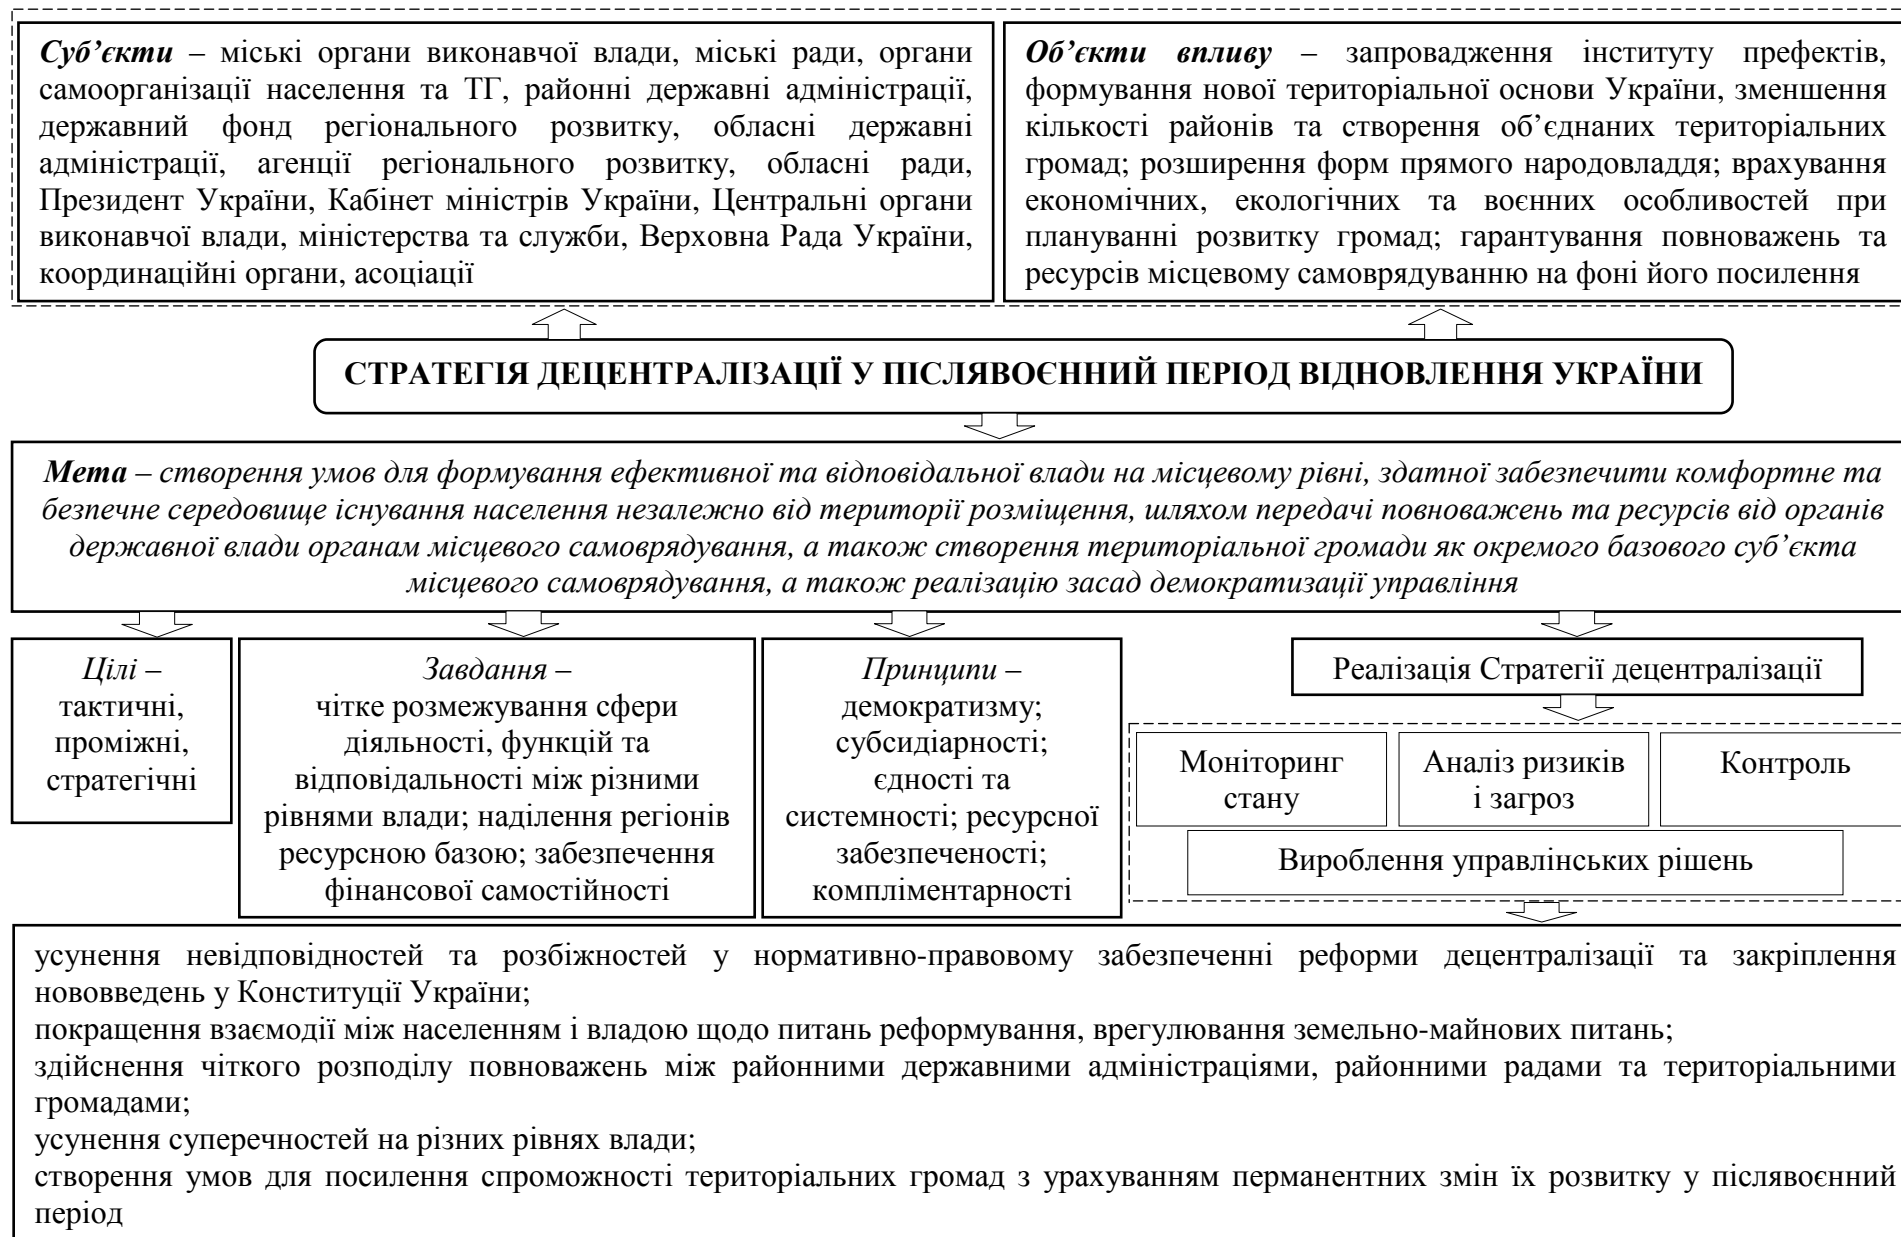 Суб’єкти – міські органи виконавчої влади, міські ради, органи
самоорганізації населення та ТГ, районні державні адміністрації,
державний фонд регіонального розвитку, обласні державні
адміністрації, агенції регіонального розвитку, обласні ради,
Президент України, Кабінет міністрів України, Центральні органи
виконавчої влади, міністерства та служби, Верховна Рада України,
координаційні органи, асоціації
Об’єкти впливу – запровадження інституту префектів,
формування нової територіальної основи України, зменшення
кількості районів та створення об’єднаних територіальних
громад; розширення форм прямого народовладдя; врахування
економічних, екологічних та воєнних особливостей при
плануванні розвитку громад; гарантування повноважень та
ресурсів місцевому самоврядуванню на фоні його посилення
СТРАТЕГІЯ ДЕЦЕНТРАЛІЗАЦІЇ У ПІСЛЯВОЄННИЙ ПЕРІОД ВІДНОВЛЕННЯ УКРАЇНИ
Мета – створення умов для формування ефективної та відповідальної влади на місцевому рівні, здатної забезпечити комфортне та
безпечне середовище існування населення незалежно від території розміщення, шляхом передачі повноважень та ресурсів від органів
державної влади органам місцевого самоврядування, а також створення територіальної громади як окремого базового суб’єкта
місцевого самоврядування, а також реалізацію засад демократизації управління
Цілі –
тактичні,
проміжні,
стратегічні
Завдання –
чітке розмежування сфери
діяльності, функцій та
відповідальності між різними
рівнями влади; наділення регіонів
ресурсною базою; забезпечення
фінансової самостійності
Принципи –
демократизму;
субсидіарності;
єдності та
системності; ресурсної
забезпеченості;
компліментарності
Реалізація Стратегії децентралізації
Моніторинг
стану
Аналіз ризиків
і загроз
Контроль
Вироблення управлінських рішень
усунення невідповідностей та розбіжностей у нормативно-правовому забезпеченні реформи децентралізації та закріплення
нововведень у Конституції України;
покращення взаємодії між населенням і владою щодо питань реформування, врегулювання земельно-майнових питань;
здійснення чіткого розподілу повноважень між районними державними адміністраціями, районними радами та територіальними
громадами;
усунення суперечностей на різних рівнях влади;
створення умов для посилення спроможності територіальних громад з урахуванням перманентних змін їх розвитку у післявоєнний
період